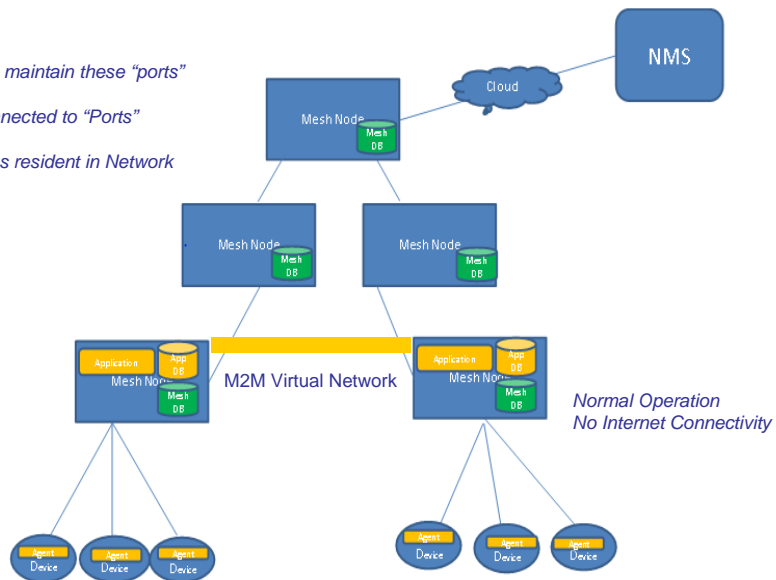 maintain these “ports”
nnected to “Ports”
s resident in Network
NMS
Cloud
Mesh Node
Mesh
DB
Mesh Node
Mesh
DB
Mesh Node
Mesh
DB
Application
App
DB
Mesh Node
Mesh
DB
M2M Virtual Network
Application
App
DB
Mesh Node
Mesh
DB
Normal Operation
No Internet Connectivity
Agent
Device
Agent
Device
Agent
Device
Agent
Device
Agent
Device
Agent
Device